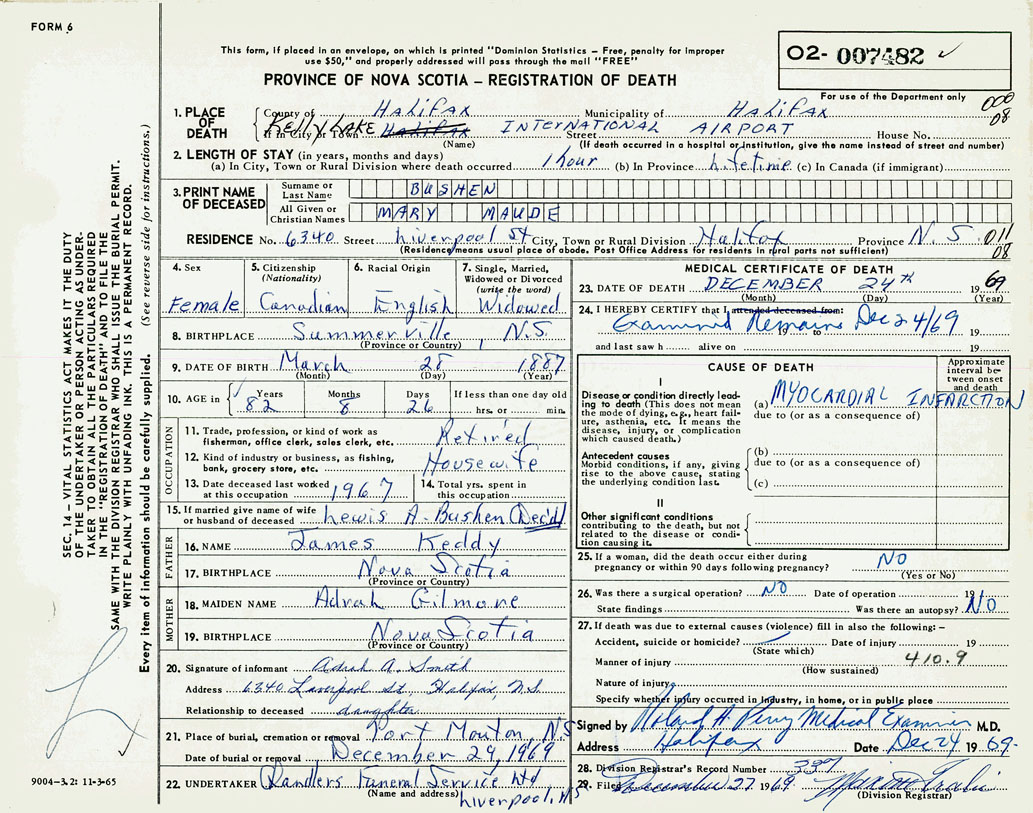 FORM 6
This form, if placed in an envelope, on which is printed "Dominion Statistics – Free, penalty for improper
use $50," and properly addressed will pass through the mail "FREE"
PROVINCE OF NOVA SCOTIA – REGISTRATION OF DEATH
O2- 007482 ✓
For use of the Department only
000
08
SEC. 14 – VITAL STATISTICS ACT MAKES IT THE DUTY
OF THE UNDERTAKER OR PERSON ACTING AS UNDER-
TAKER TO OBTAIN ALL THE PARTICULARS REQUIRED
IN THE "REGISTRATION OF DEATH" AND TO FILE THE
SAME WITH THE DIVISION REGISTRAR WHO SHALL ISSUE THE BURIAL PERMIT.
WRITE PLAINLY WITH UNFADING INK. THIS IS A PERMANENT RECORD.
Every item of information should be carefully supplied. (See reverse side for instructions.)
1. PLACE OF DEATH
County of HALIFAX Municipality of HALIFAX
If in City or Town KELLY LAKE Halifax Street INTERNATIONAL AIRPORT House No.
(Name) (If death occurred in a hospital or institution, give the name instead of street and number)
2. LENGTH OF STAY (in years, months and days)
(a) In City, Town or Rural Division where death occurred 1 hour (b) In Province lifetime (c) In Canada (if immigrant)
3. PRINT NAME OF DECEASED
Surname or Last Name BUSHEN
All Given or Christian Names MARY MAUDE
RESIDENCE No. 6340 Street Liverpool St City, Town or Rural Division Halifax Province N.S. 011
08
(Residence means usual place of abode. Post Office Address for residents in rural parts not sufficient)
4. Sex Female
5. Citizenship (Nationality) Canadian
6. Racial Origin English
7. Single, Married, Widowed or Divorced (write the word) Widowed
8. BIRTHPLACE Summerville, N.S.
(Province or Country)
9. DATE OF BIRTH March 28 1887
(Month) (Day) (Year)
10. AGE in Years 82 Months 8 Days 26 If less than one day old hrs. or min.
OCCUPATION
11. Trade, profession, or kind of work as fisherman, office clerk, sales clerk, etc. Retired
12. Kind of industry or business, as fishing, bank, grocery store, etc. Housewife
13. Date deceased last worked at this occupation 1967
14. Total yrs. spent in this occupation
15. If married give name of wife or husband of deceased Lewis A. Bushen (Dec'd)
FATHER
16. NAME James Keddy
17. BIRTHPLACE Nova Scotia
(Province or Country)
MOTHER
18. MAIDEN NAME Adrah Gilmore
19. BIRTHPLACE Nova Scotia
(Province or Country)
20. Signature of informant Adrah A. Smith
Address 6340 Liverpool St., Halifax, N.S.
Relationship to deceased daughter
21. Place of burial, cremation or removal Port Mouton, N.S
Date of burial or removal December 29, 1969
22. UNDERTAKER Chandlers Funeral Service Ltd
(Name and address) Liverpool, N.S
9004–3.2: 11-3-65
MEDICAL CERTIFICATE OF DEATH
23. DATE OF DEATH DECEMBER 24th 1969
(Month) (Day) (Year)
24. I HEREBY CERTIFY that I attended deceased from:
Examined Remains Dec 24/69 19
and last saw h alive on 19
CAUSE OF DEATH
Approximate interval between onset and death
I
Disease or condition directly leading to death (This does not mean the mode of dying, e.g., heart failure, asthenia, etc. It means the disease, injury, or complication which caused death.)
(a) MYOCARDIAL INFARCTION
due to (or as a consequence of)
Antecedent causes
Morbid conditions, if any, giving rise to the above cause, stating the underlying condition last.
(b)
due to (or as a consequence of)
(c)
II
Other significant conditions
contributing to the death, but not related to the disease or condition causing it.
25. If a woman, did the death occur either during
pregnancy or within 90 days following pregnancy? NO
(Yes or No)
26. Was there a surgical operation? NO Date of operation 19
State findings Was there an autopsy? NO
27. If death was due to external causes (violence) fill in also the following: –
Accident, suicide or homicide? Date of injury 19
(State which)
Manner of injury 410.9
(How sustained)
Nature of injury
Specify whether injury occurred in industry, in home, or in public place
Signed by Roland H Perry Medical Examiner M.D.
Address Halifax Date Dec 24 1969.
28. Division Registrar's Record Number 397
29. Filed December 27 1969
(Division Registrar)